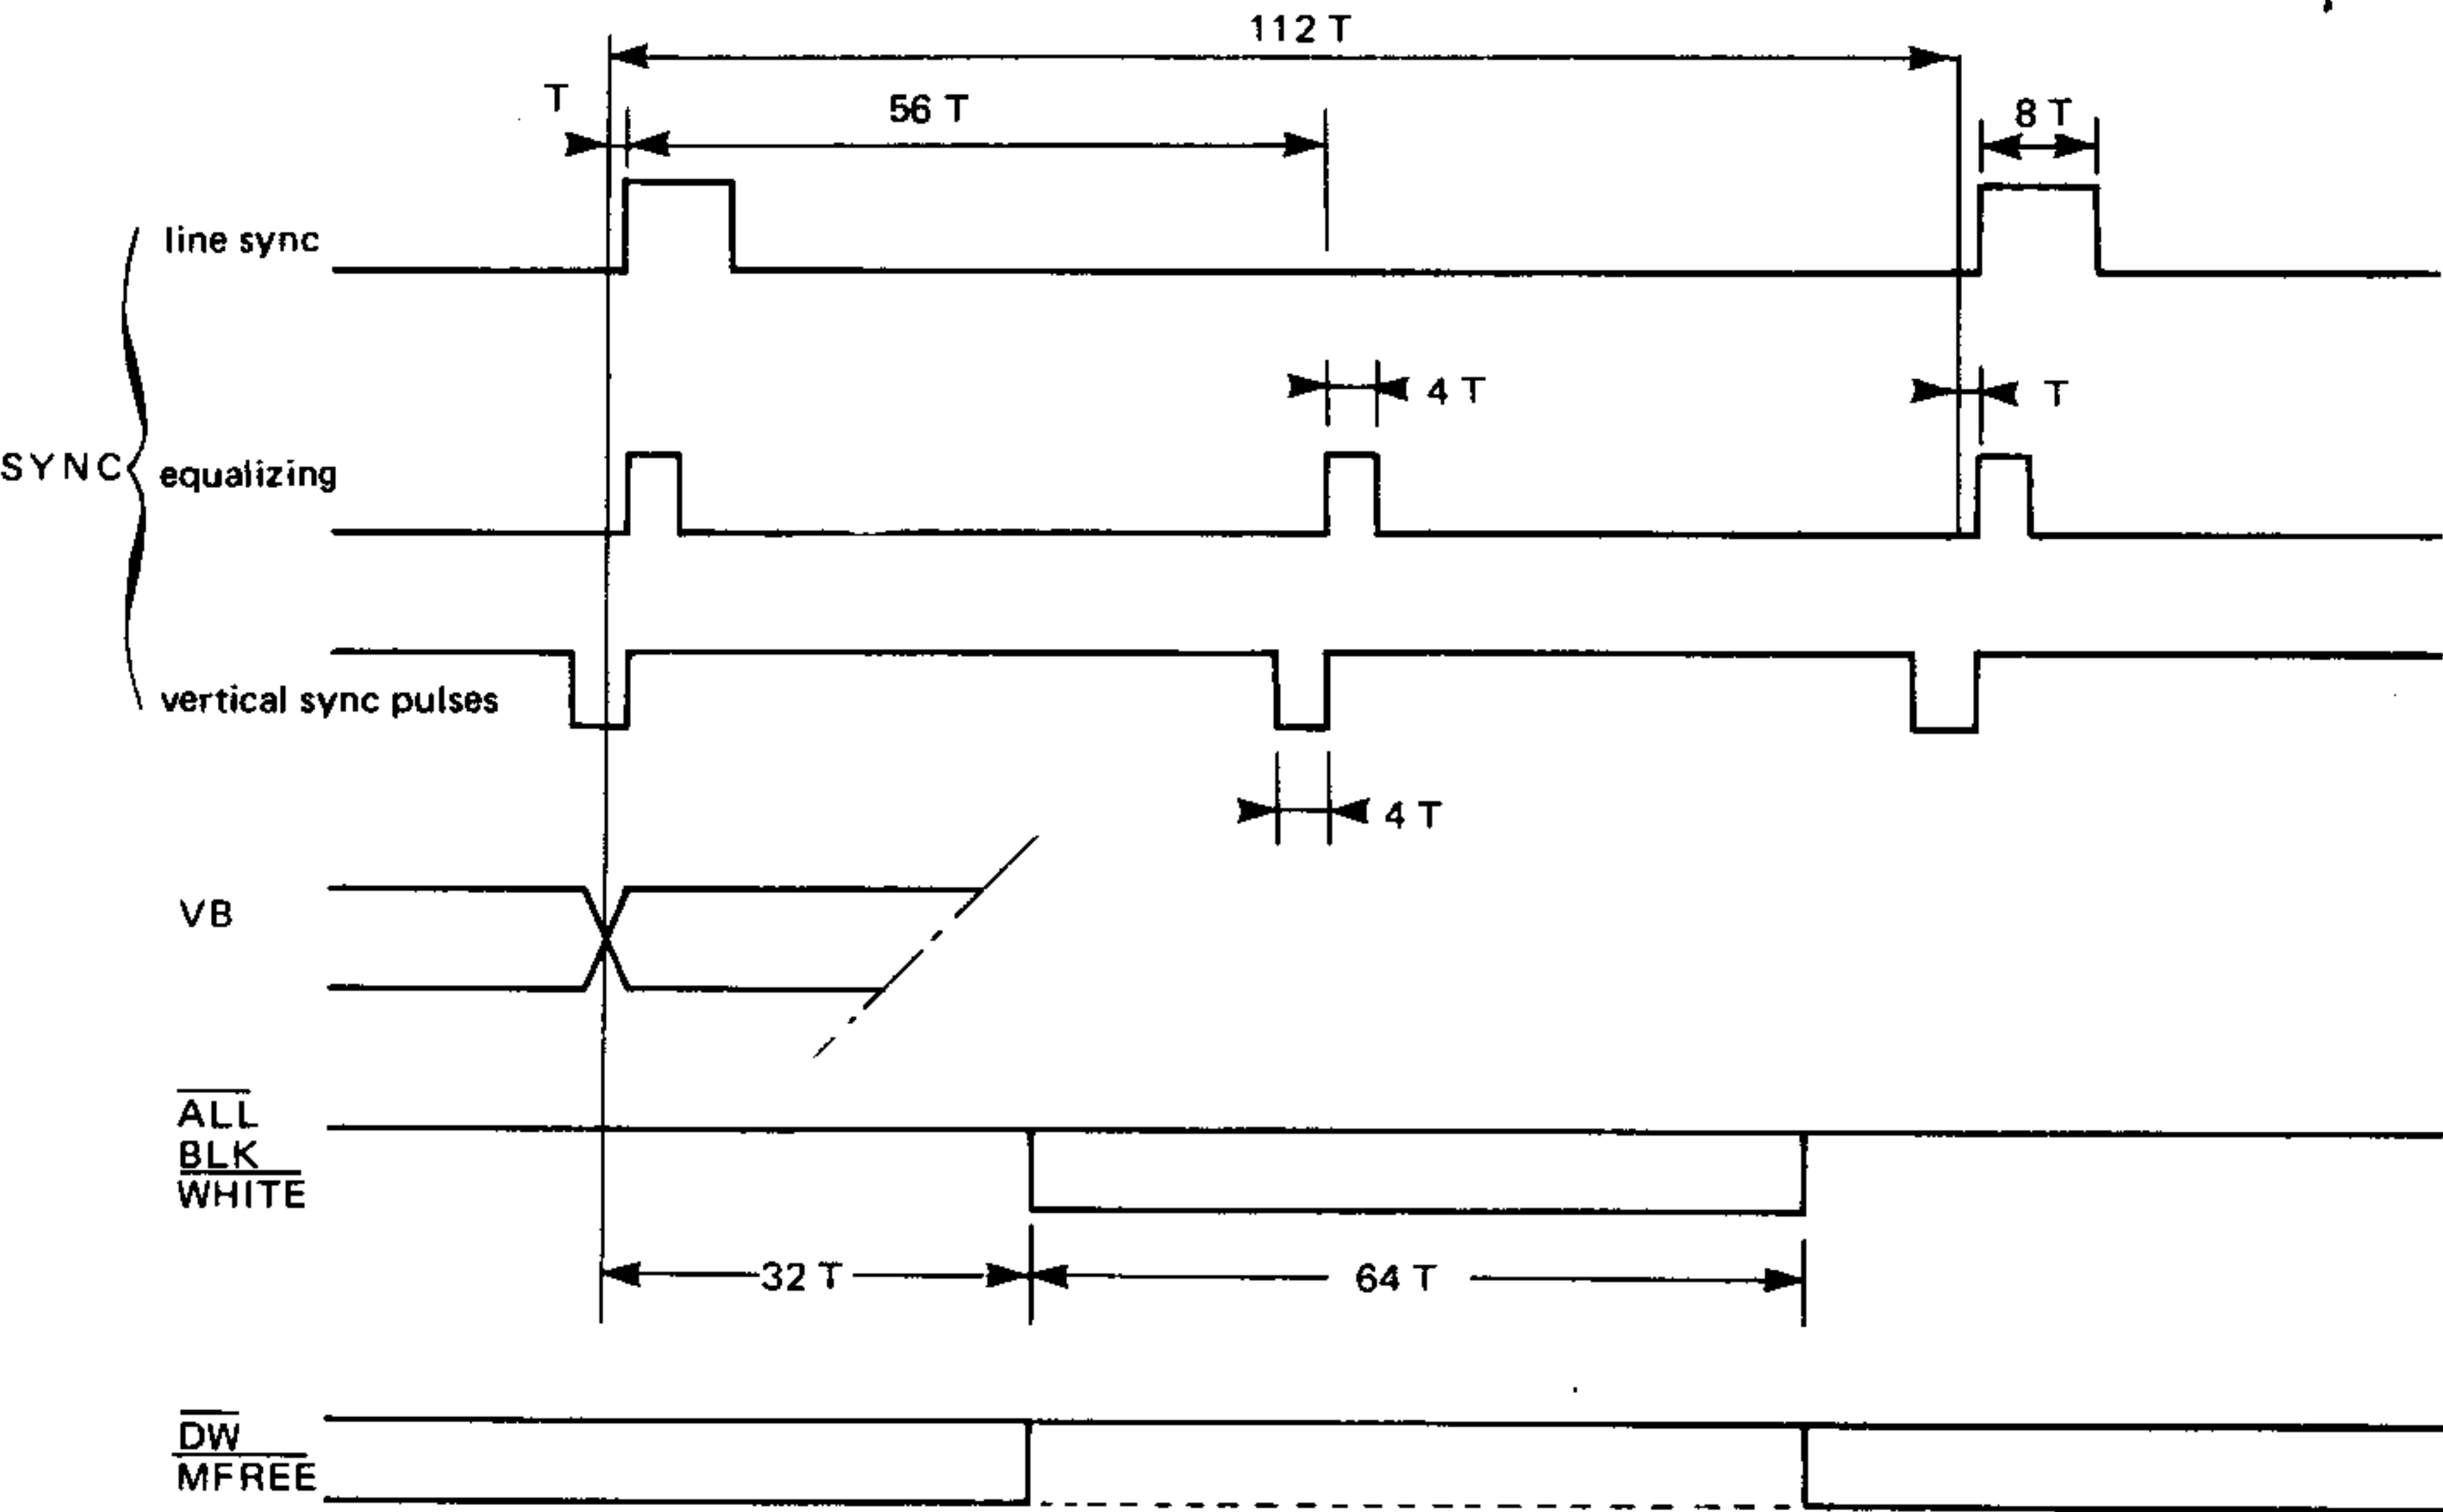 112 T
T
56 T
8 T
line sync
4 T
T
SYNC
equalizing
vertical sync pulses
4 T
VB
ALL
BLK
WHITE
32 T
64 T
DW
MFREE